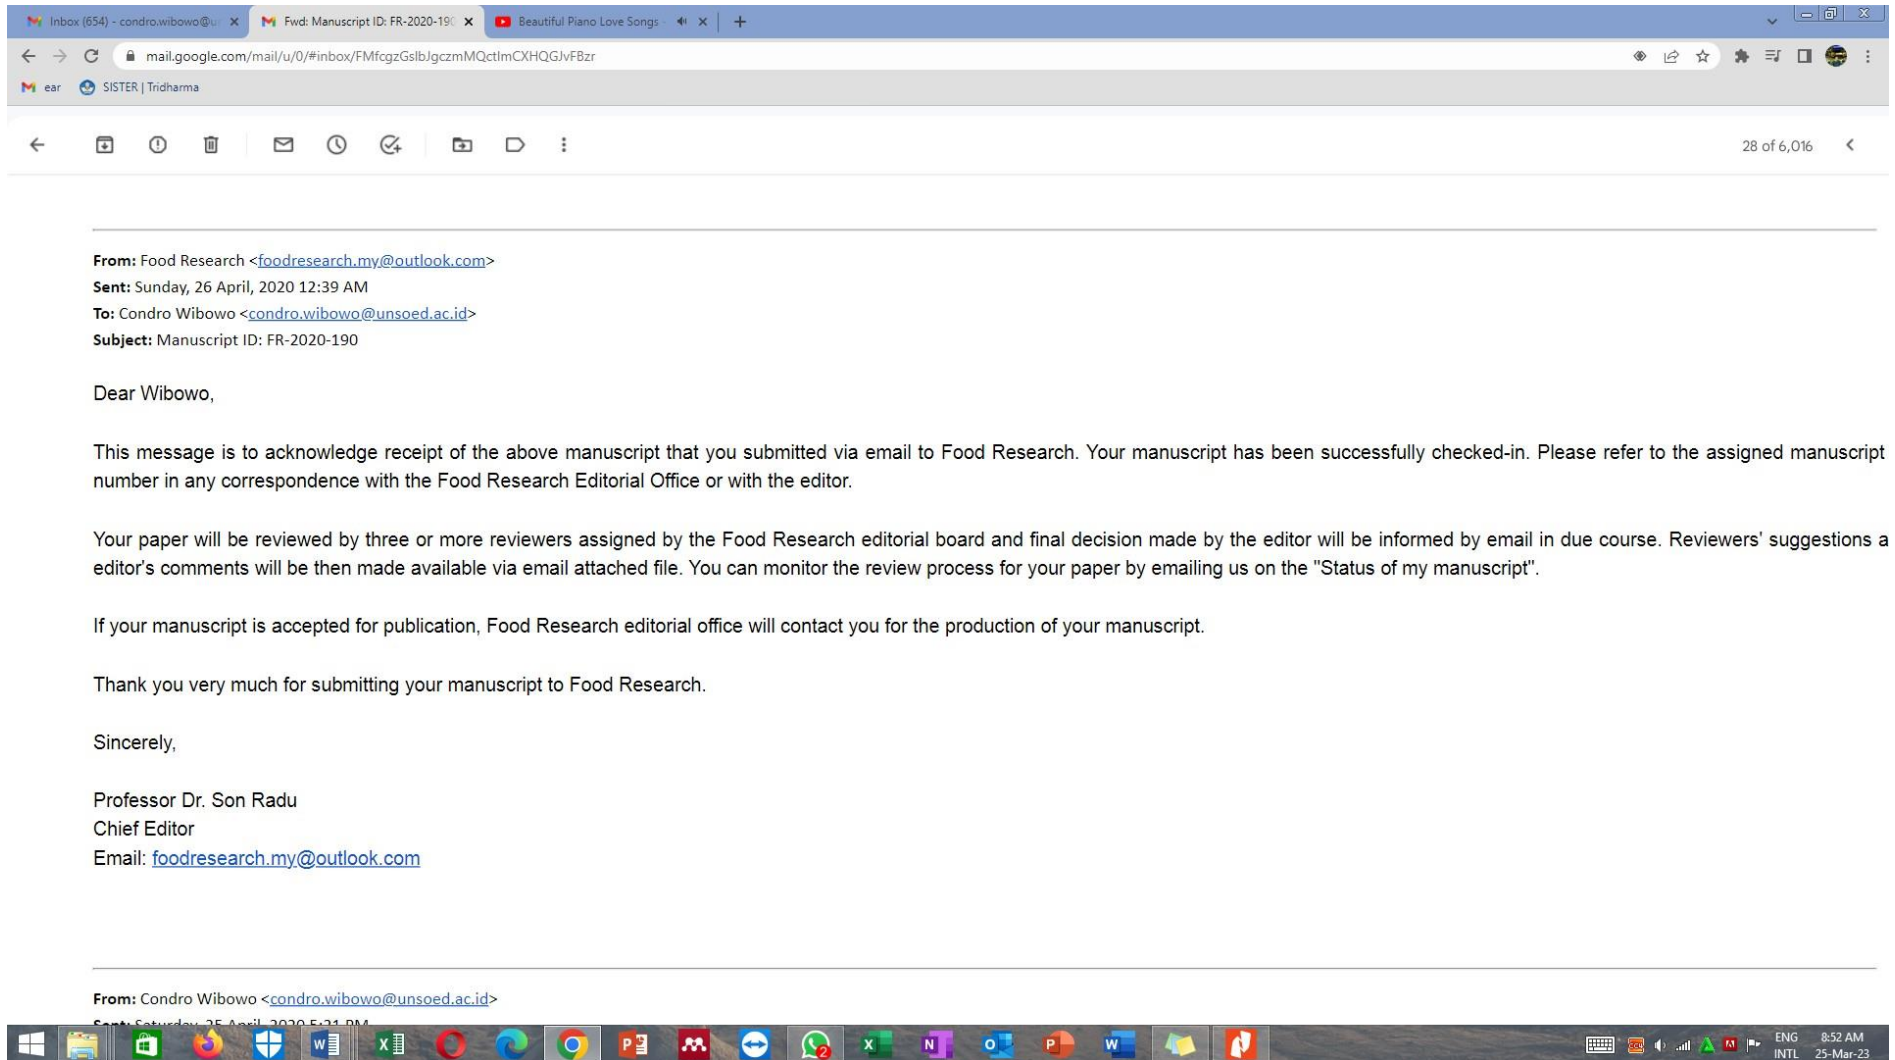 Inbox (654) - condro.wibowo@u
Fwd: Manuscript ID: FR-2020-190
Beautiful Piano Love Songs -
mail.google.com/mail/u/0/#inbox/FMfcgzGslbJgczmMQctImCXHQGJvFBzr
ear
SISTER | Tridharma
28 of 6,016
From: Food Research <foodresearch.my@outlook.com>
Sent: Sunday, 26 April, 2020 12:39 AM
To: Condro Wibowo <condro.wibowo@unsoed.ac.id>
Subject: Manuscript ID: FR-2020-190
Dear Wibowo,
This message is to acknowledge receipt of the above manuscript that you submitted via email to Food Research. Your manuscript has been successfully checked-in. Please refer to the assigned manuscript
number in any correspondence with the Food Research Editorial Office or with the editor.
Your paper will be reviewed by three or more reviewers assigned by the Food Research editorial board and final decision made by the editor will be informed by email in due course. Reviewers' suggestions a
editor's comments will be then made available via email attached file. You can monitor the review process for your paper by emailing us on the "Status of my manuscript".
If your manuscript is accepted for publication, Food Research editorial office will contact you for the production of your manuscript.
Thank you very much for submitting your manuscript to Food Research.
Sincerely,
Professor Dr. Son Radu
Chief Editor
Email: foodresearch.my@outlook.com
From: Condro Wibowo <condro.wibowo@unsoed.ac.id>
Sent: Saturday, 25 April, 2020 5:21 PM
ENG 8:52 AM
INTL 25-Mar-23